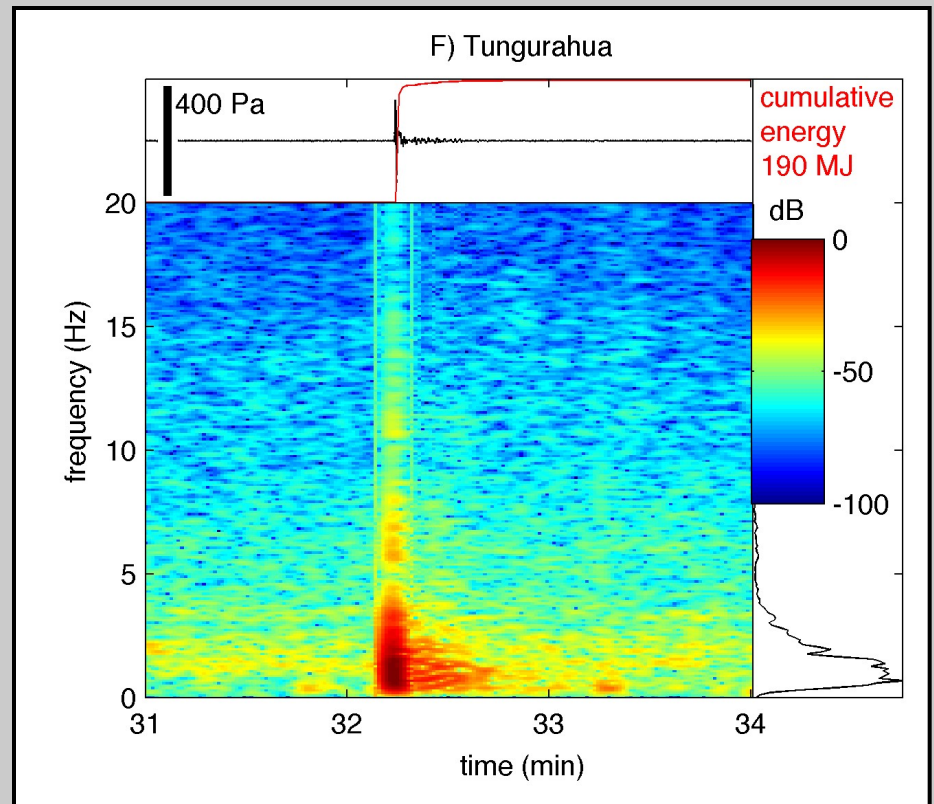 F) Tungurahua
400 Pa
cumulative
energy
190 MJ
dB
0
-50
-100
20
15
10
5
0
frequency (Hz)
31
32
33
34
time (min)